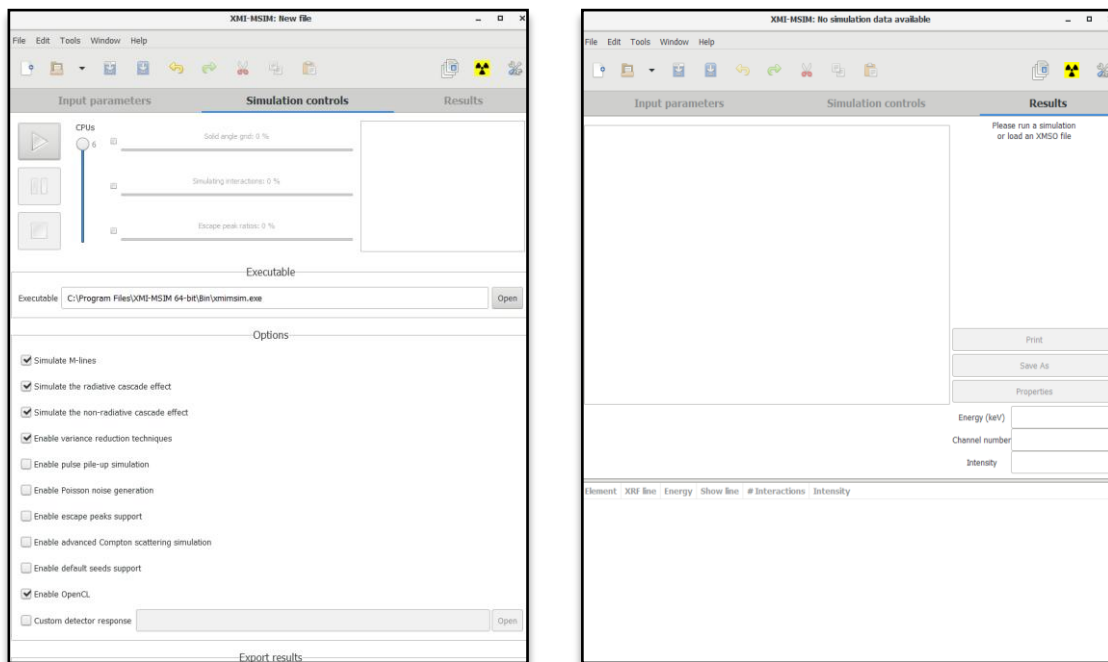 XMI-MSIM: New file
File Edit Tools Window Help
Input parameters Simulation controls Results
CPUs
6
Solid angle grid: 0 %
Simulating interactions: 0 %
Escape peak ratios: 0 %
Executable
Executable C:\Program Files\XMI-MSIM 64-bit\Bin\xmimsim.exe Open
Options
Simulate M-lines
Simulate the radiative cascade effect
Simulate the non-radiative cascade effect
Enable variance reduction techniques
Enable pulse pile-up simulation
Enable Poisson noise generation
Enable escape peaks support
Enable advanced Compton scattering simulation
Enable default seeds support
Enable OpenCL
Custom detector response Open
Export results
XMI-MSIM: No simulation data available
File Edit Tools Window Help
Input parameters Simulation controls Results
Please run a simulation
or load an XMSO file
Print
Save As
Properties
Energy (keV)
Channel number
Intensity
Element XRF line Energy Show line # Interactions Intensity